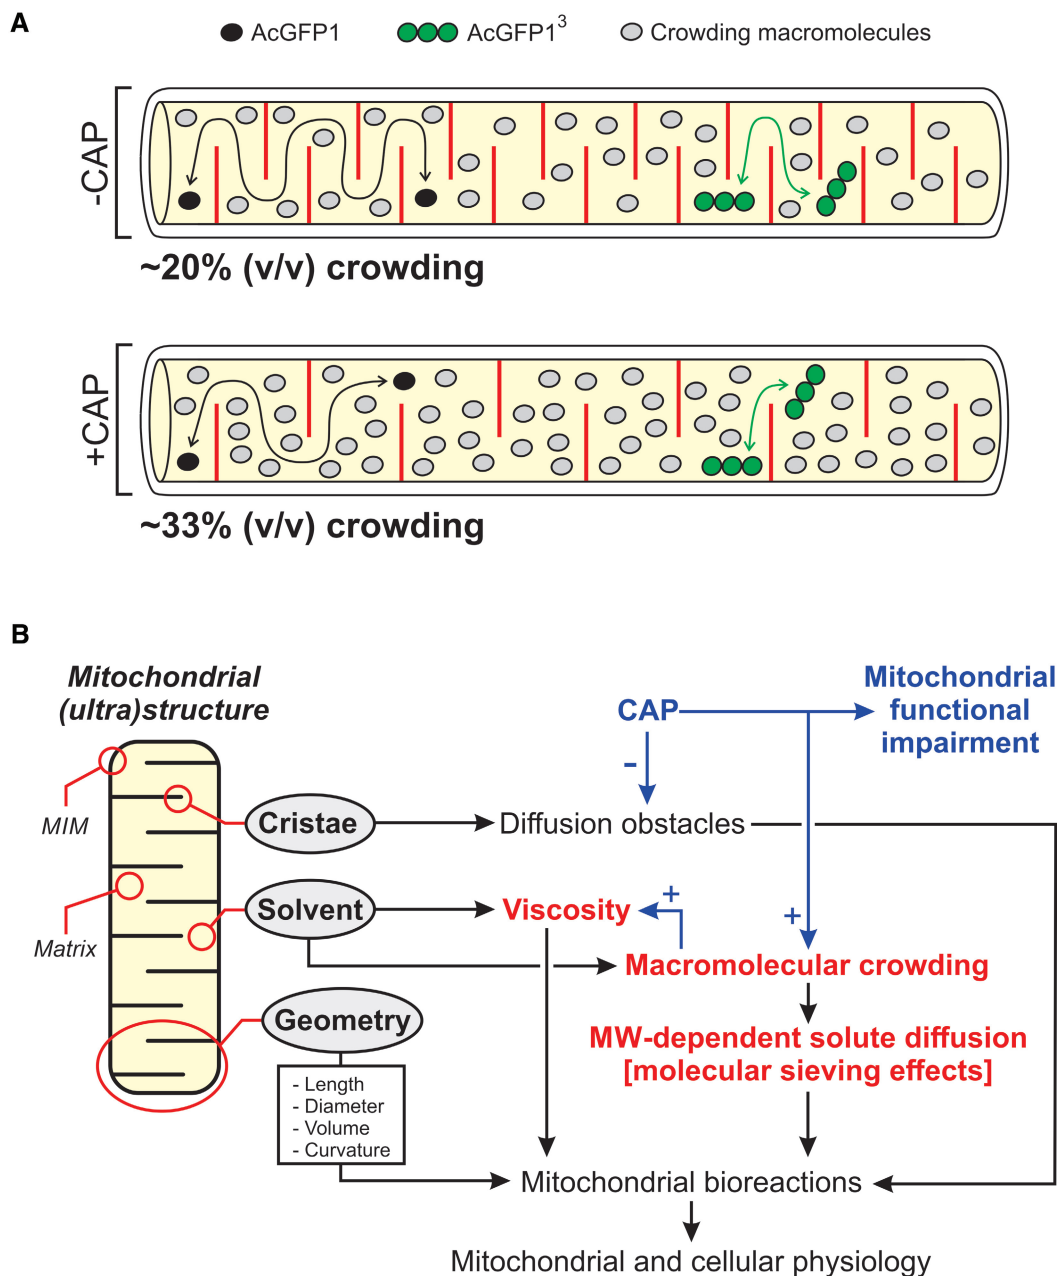 A
AcGFP1
AcGFP1³
Crowding macromolecules
-CAP
~20% (v/v) crowding
+CAP
~33% (v/v) crowding
B
Mitochondrial
(ultra)structure
MIM
Matrix
Cristae
Solvent
Geometry
- Length
- Diameter
- Volume
- Curvature
CAP
Mitochondrial
functional
impairment
-
Diffusion obstacles
Viscosity
+
+
Macromolecular crowding
MW-dependent solute diffusion
[molecular sieving effects]
Mitochondrial bioreactions
Mitochondrial and cellular physiology